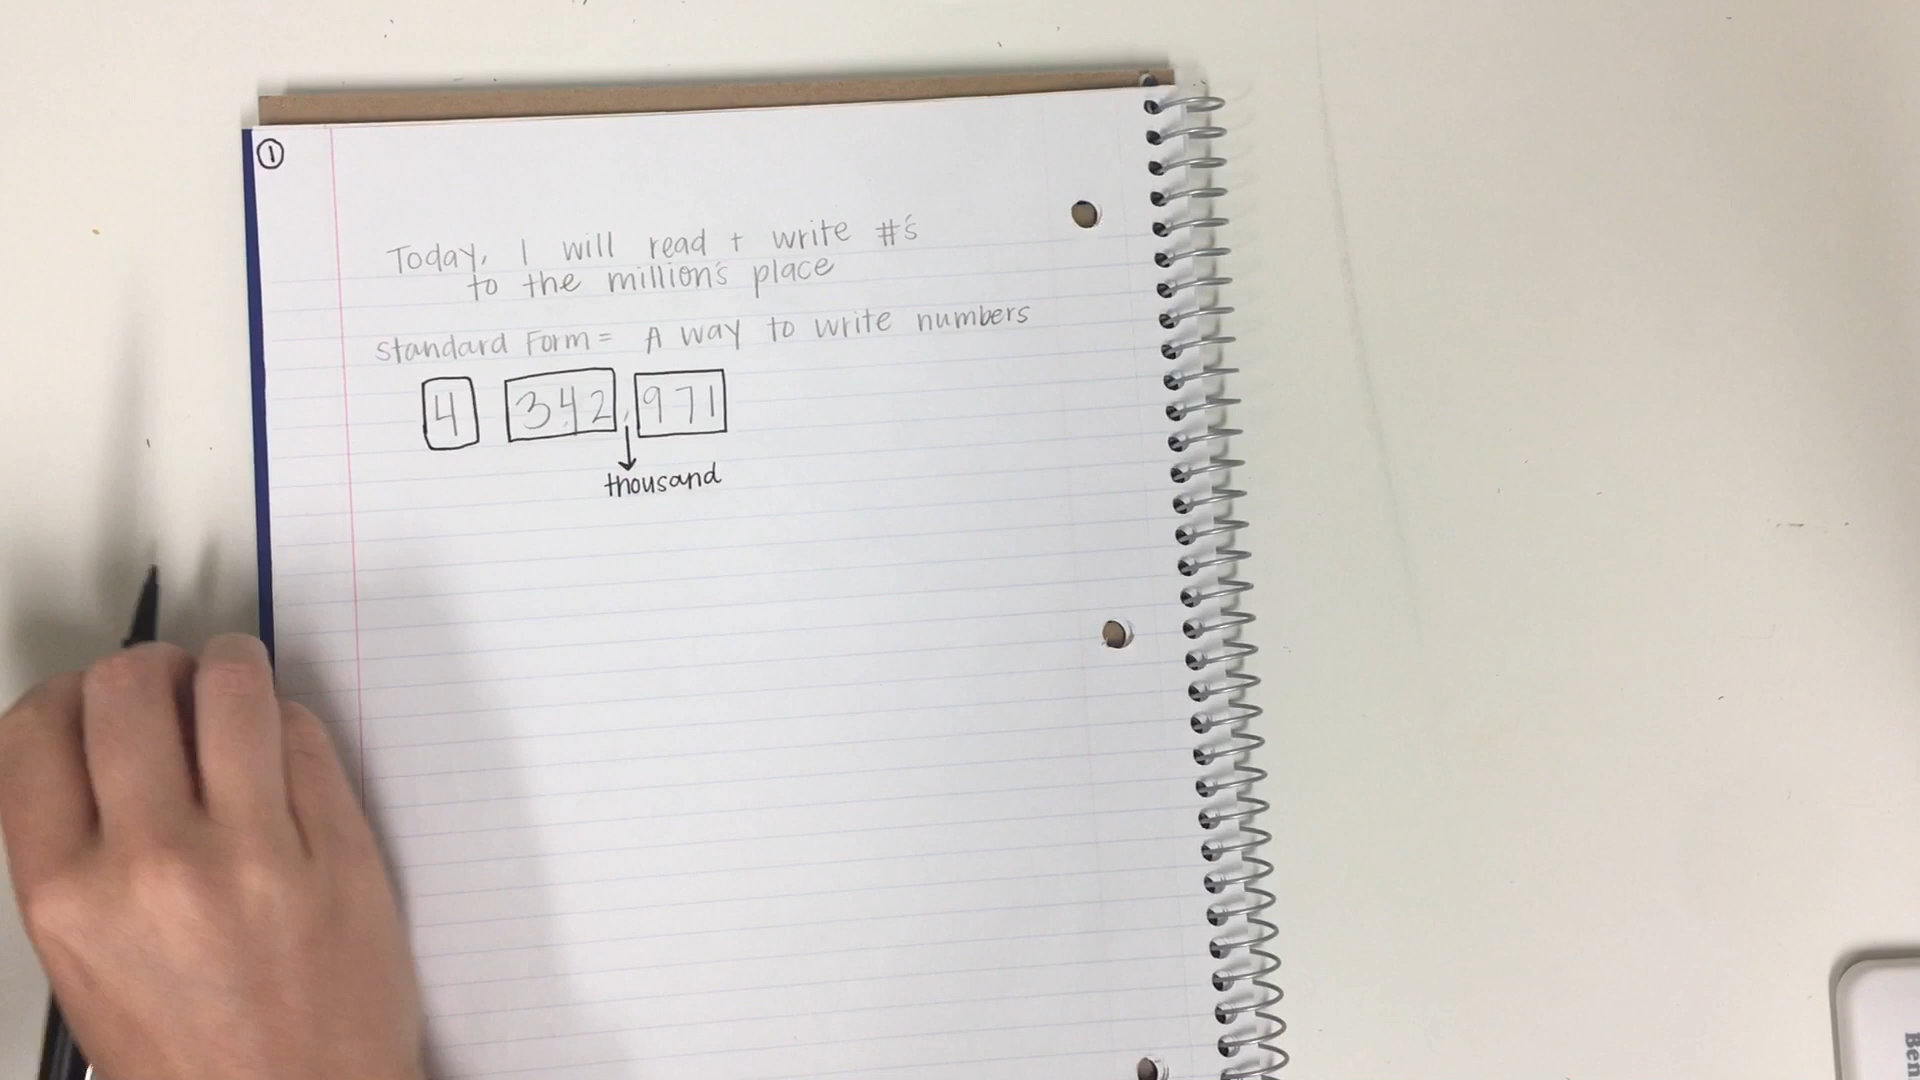 1
Today, I will read + write #'s
to the million's place
Standard Form = A way to write numbers
4 342,971
thousand
Ben